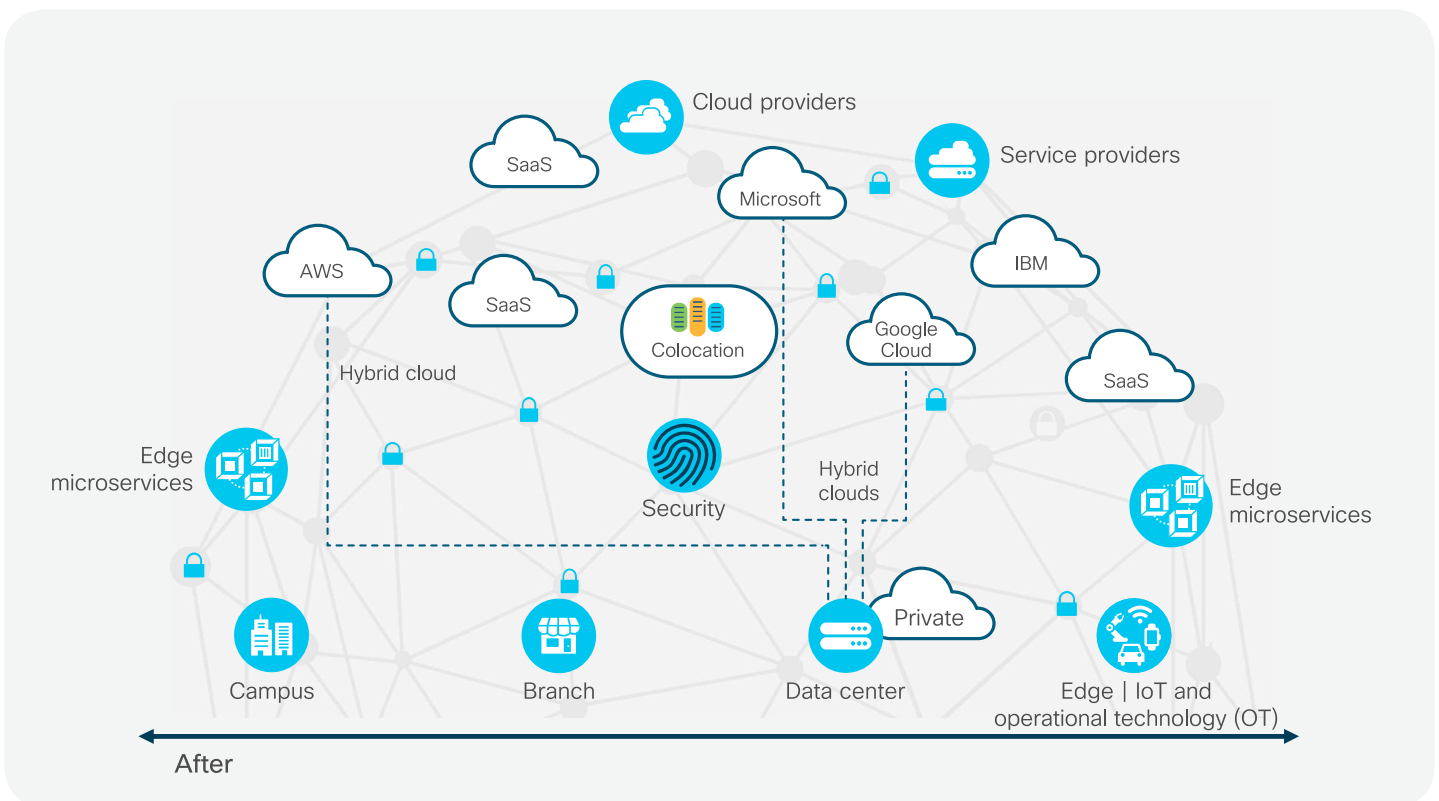 Cloud providers
SaaS
Service providers
Microsoft
AWS
IBM
SaaS
Google
Cloud
Colocation
Hybrid cloud
SaaS
Edge
microservices
Security
Hybrid
clouds
Edge
microservices
Private
Campus
Branch
Data center
Edge | IoT and
operational technology (OT)
After